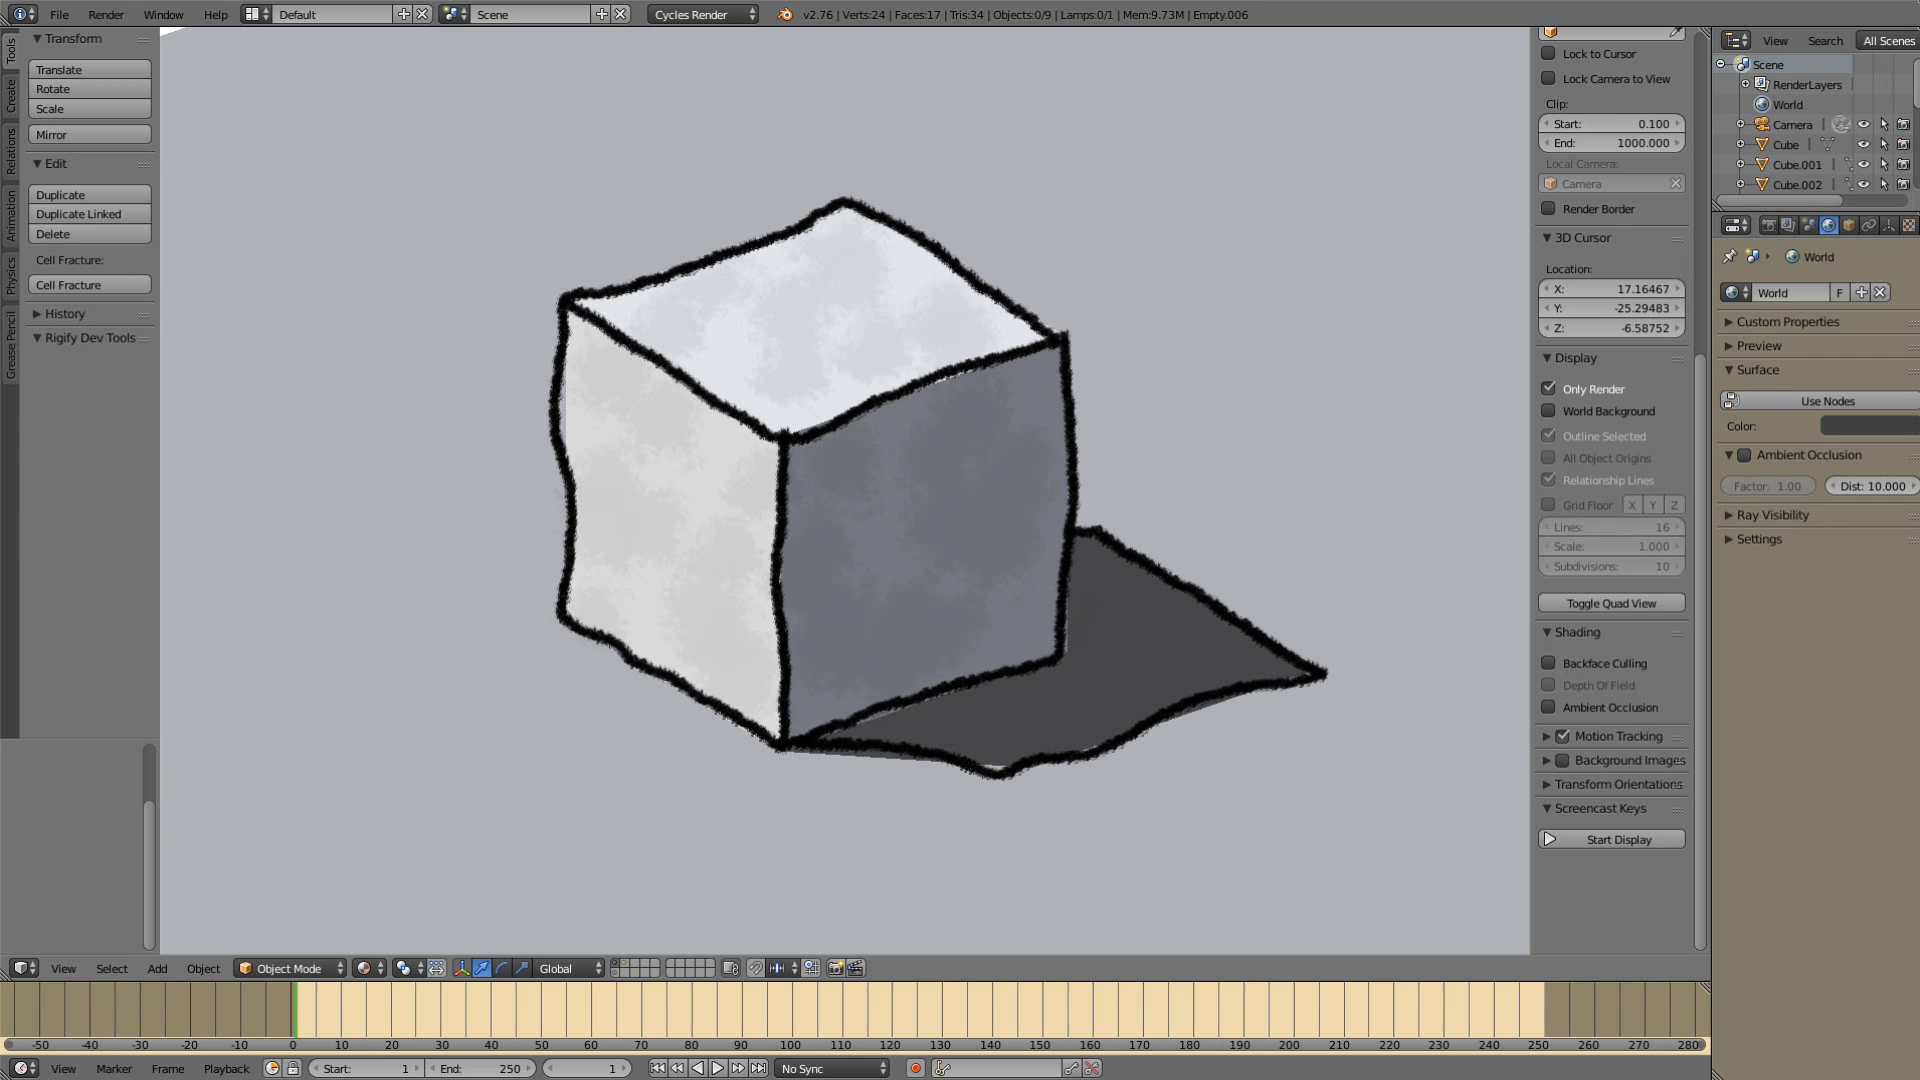 File Render Window Help Default Scene Cycles Render v2.76 | Verts:24 | Faces:17 | Tris:34 | Objects:0/9 | Lamps:0/1 | Mem:9.73M | Empty.006
Tools
Create
Relations
Animation
Physics
Grease Pencil
Transform
Translate
Rotate
Scale
Mirror
Edit
Duplicate
Duplicate Linked
Delete
Cell Fracture:
Cell Fracture
History
Rigify Dev Tools
Lock to Cursor
Lock Camera to View
Clip:
Start: 0.100
End: 1000.000
Local Camera:
Camera
Render Border
3D Cursor
Location:
X: 17.16467
Y: -25.29483
Z: -6.58752
Display
Only Render
World Background
Outline Selected
All Object Origins
Relationship Lines
Grid Floor X Y Z
Lines: 16
Scale: 1.000
Subdivisions: 10
Toggle Quad View
Shading
Backface Culling
Depth Of Field
Ambient Occlusion
Motion Tracking
Background Images
Transform Orientations
Screencast Keys
Start Display
View Search All Scenes
Scene
RenderLayers
World
Camera
Cube
Cube.001
Cube.002
World
World F
Custom Properties
Preview
Surface
Use Nodes
Color:
Ambient Occlusion
Factor: 1.00 Dist: 10.000
Ray Visibility
Settings
View Select Add Object Object Mode Global
-50 -40 -30 -20 -10 0 10 20 30 40 50 60 70 80 90 100 110 120 130 140 150 160 170 180 190 200 210 220 230 240 250 260 270 280
View Marker Frame Playback Start: 1 End: 250 1 No Sync